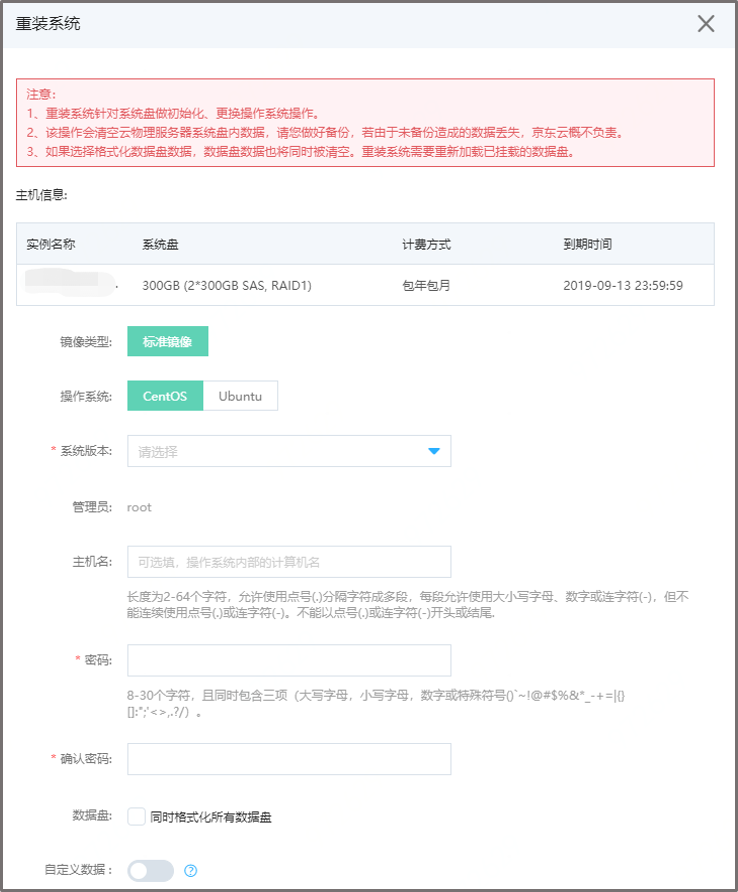 重装系统
注意：
1、重装系统针对系统盘做初始化、更换操作系统操作。
2、该操作会清空云物理服务器系统盘内数据，请您做好备份，若由于未备份造成的数据丢失，京东云概不负责。
3、如果选择格式化数据盘数据，数据盘数据也将同时被清空。重装系统需要重新加载已挂载的数据盘。
主机信息:
实例名称 系统盘 计费方式 到期时间
300GB (2*300GB SAS, RAID1) 包年包月 2019-09-13 23:59:59
镜像类型: 标准镜像
操作系统: CentOS Ubuntu
* 系统版本: 请选择
管理员: root
主机名: 可选填，操作系统内部的计算机名
长度为2-64个字符，允许使用点号(.)分隔字符成多段，每段允许使用大小写字母、数字或连字符(-)，但不
能连续使用点号(.)或连字符(-)。不能以点号(.)或连字符(-)开头或结尾.
* 密码:
8-30个字符，且同时包含三项（大写字母，小写字母，数字或特殊符号()`~!@#$%&*_-+=|{}
[]:";'<>,.?/）。
* 确认密码:
数据盘: 同时格式化所有数据盘
自定义数据 : ?